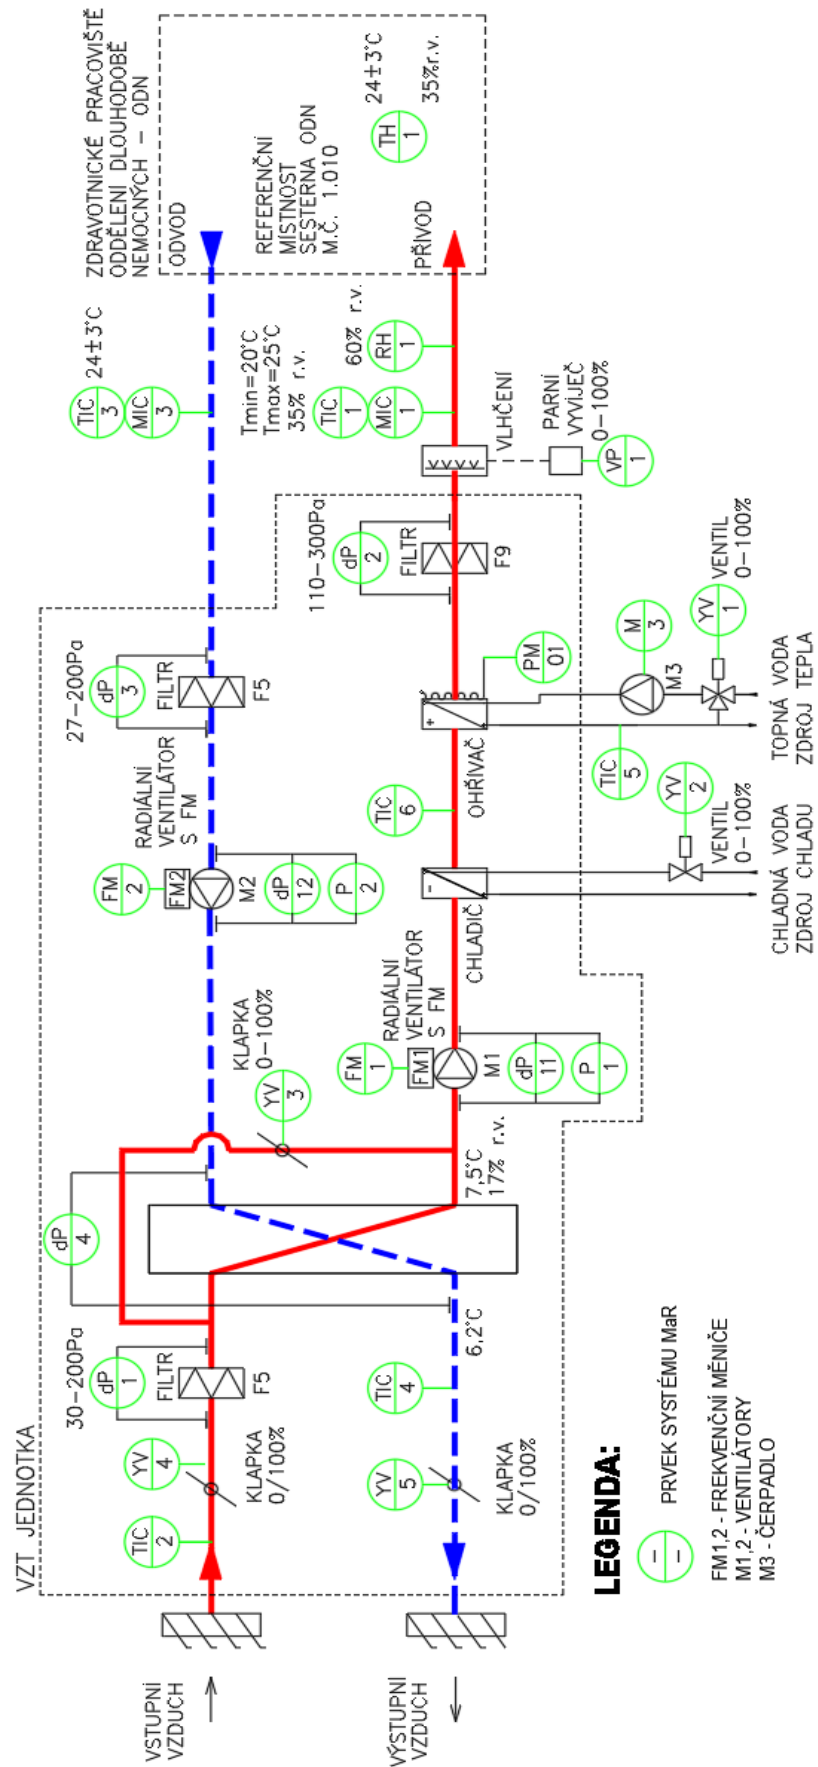 VZT JEDNOTKA
VSTUPNÍ
VZDUCH
VÝSTUPNÍ
VZDUCH
TIC
2
YV
4
KLAPKA
0/100%
30-200Pa
dP
1
FILTR
F5
dP
4
YV
5
KLAPKA
0/100%
TIC
4
6,2°C
7,5°C
17% r.v.
YV
3
KLAPKA
0-100%
FM
1
FM1
RADIÁLNÍ
VENTILÁTOR
S FM
M1
dP
11
P
1
FM
2
FM2
RADIÁLNÍ
VENTILÁTOR
S FM
M2
dP
12
P
2
27-200Pa
dP
3
FILTR
F5
CHLADIČ
-
TIC
6
OHŘIVAČ
+
PM
01
YV
2
VENTIL
0-100%
CHLADNÁ VODA
ZDROJ CHLADU
TIC
5
M
3
M3
YV
1
VENTIL
0-100%
TOPNÁ VODA
ZDROJ TEPLA
110-300Pa
dP
2
FILTR
F9
VLHČENÍ
PARNÍ
VYVÍJEČ
0-100%
VP
1
Tmin=20°C
Tmax=25°C
35% r.v.
TIC
1
MIC
1
60% r.v.
RH
1
TIC
3
MIC
3
24±3°C
ZDRAVOTNICKÉ PRACOVIŠTĚ
ODDĚLENÍ DLOUHODOBĚ
NEMOCNÝCH - ODN
ODVOD
REFERENČNÍ
MÍSTNOST
SESTERNA ODN
M.Č. 1.010
PŘÍVOD
TH
1
24±3°C
35%r.v.
LEGENDA:
PRVEK SYSTÉMU MaR
FM1,2 - FREKVENČNÍ MĚNIČE
M1,2 - VENTILÁTORY
M3 - ČERPADLO